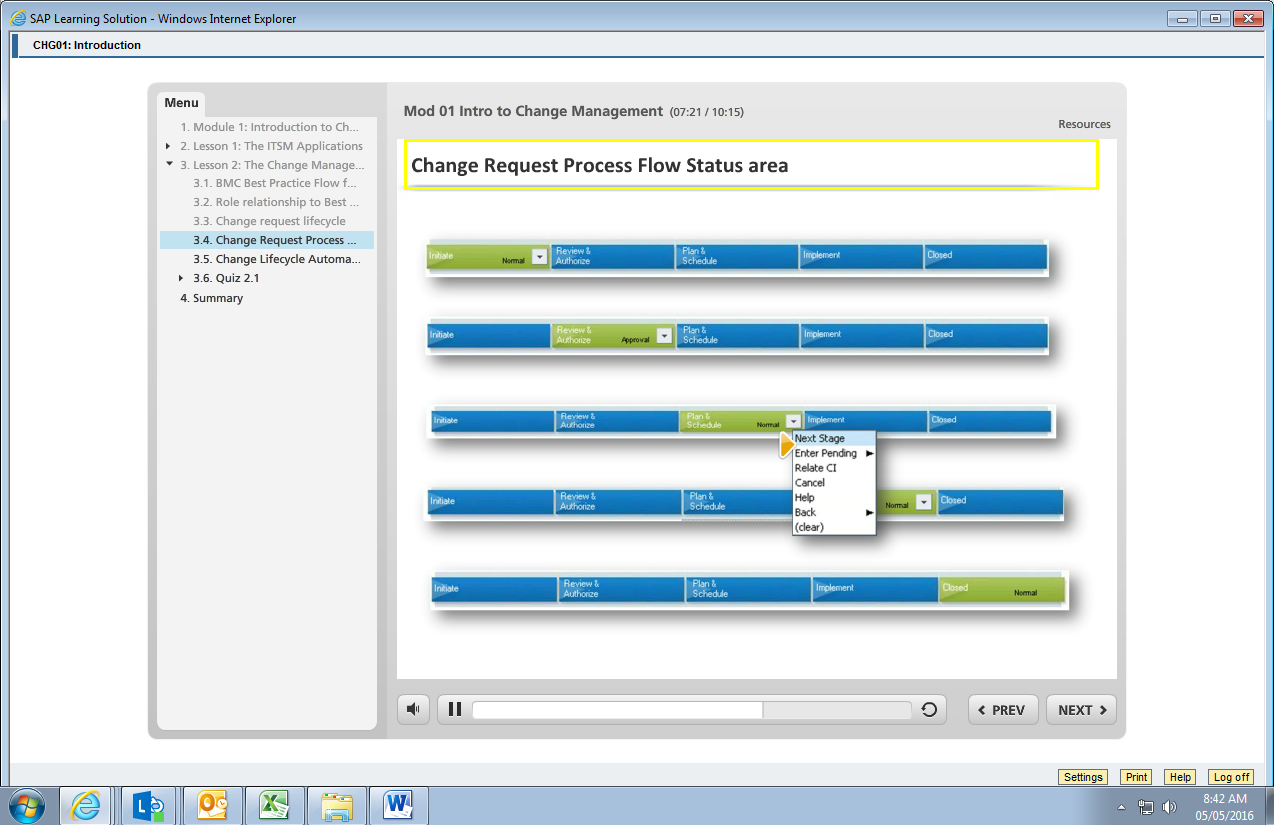 SAP Learning Solution - Windows Internet Explorer
CHG01: Introduction
Menu
1. Module 1: Introduction to Ch...
2. Lesson 1: The ITSM Applications
3. Lesson 2: The Change Manage...
3.1. BMC Best Practice Flow f...
3.2. Role relationship to Best ...
3.3. Change request lifecycle
3.4. Change Request Process ...
3.5. Change Lifecycle Automa...
3.6. Quiz 2.1
4. Summary
Mod 01 Intro to Change Management (07:21 / 10:15)
Resources
Change Request Process Flow Status area
Initiate Normal Review & Authorize Plan & Schedule Implement Closed
Initiate Review & Authorize Approval Plan & Schedule Implement Closed
Initiate Review & Authorize Plan & Schedule Normal Implement Closed
Next Stage
Enter Pending
Relate CI
Cancel
Help
Back
(clear)
Initiate Review & Authorize Plan & Schedule Normal Closed
Initiate Review & Authorize Plan & Schedule Implement Closed Normal
PREV NEXT
Settings Print Help Log off
8:42 AM
05/05/2016